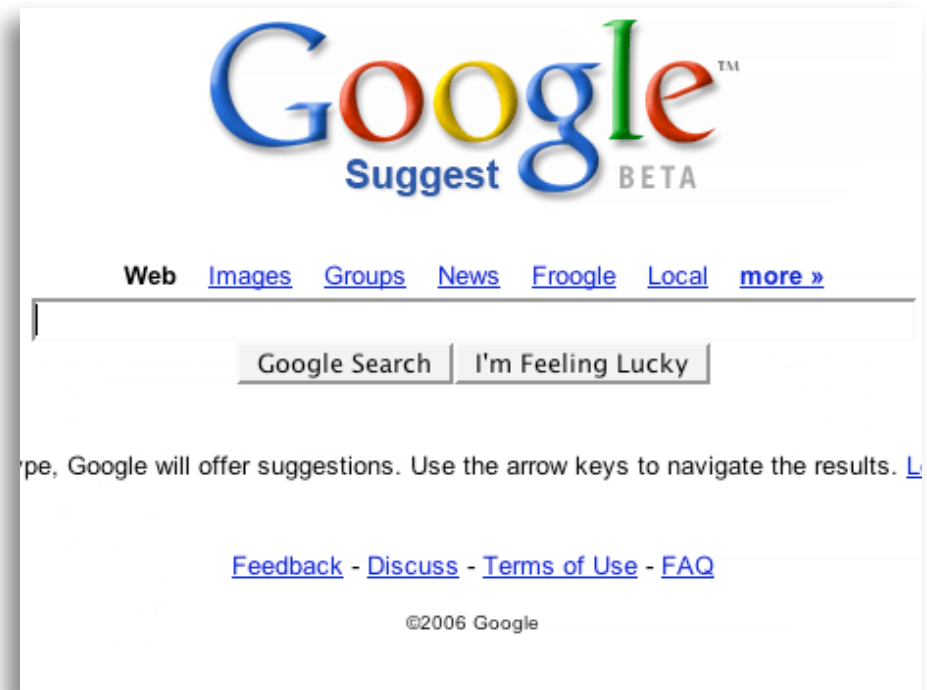 Google™
Suggest BETA
Web Images Groups News Froogle Local more »
Google Search I'm Feeling Lucky
pe, Google will offer suggestions. Use the arrow keys to navigate the results. L
Feedback - Discuss - Terms of Use - FAQ
©2006 Google